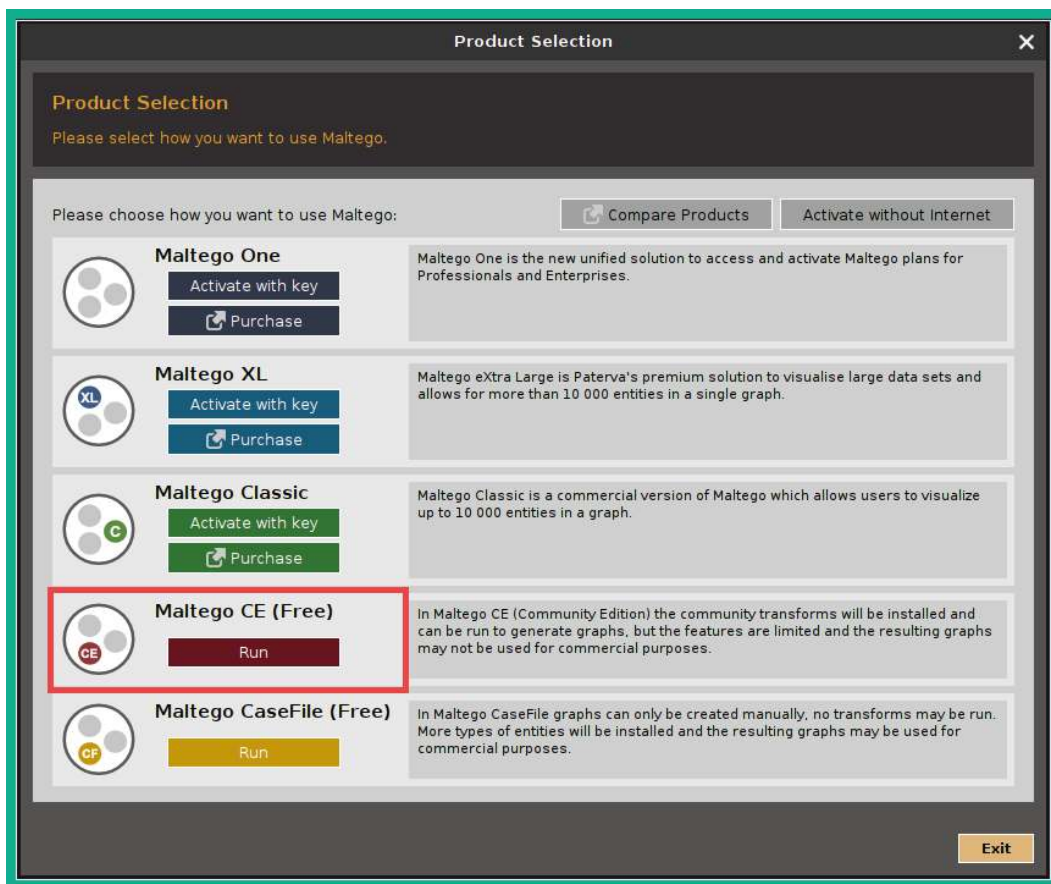 Product Selection
Product Selection
Please select how you want to use Maltego.
Please choose how you want to use Maltego:
Compare Products
Activate without Internet
Maltego One
Activate with key
Purchase
Maltego One is the new unified solution to access and activate Maltego plans for
Professionals and Enterprises.
XL
Maltego XL
Activate with key
Purchase
Maltego eXtra Large is Paterva's premium solution to visualise large data sets and
allows for more than 10 000 entities in a single graph.
C
Maltego Classic
Activate with key
Purchase
Maltego Classic is a commercial version of Maltego which allows users to visualize
up to 10 000 entities in a graph.
CE
Maltego CE (Free)
Run
In Maltego CE (Community Edition) the community transforms will be installed and
can be run to generate graphs, but the features are limited and the resulting graphs
may not be used for commercial purposes.
CF
Maltego CaseFile (Free)
Run
In Maltego CaseFile graphs can only be created manually, no transforms may be run.
More types of entities will be installed and the resulting graphs may be used for
commercial purposes.
Exit